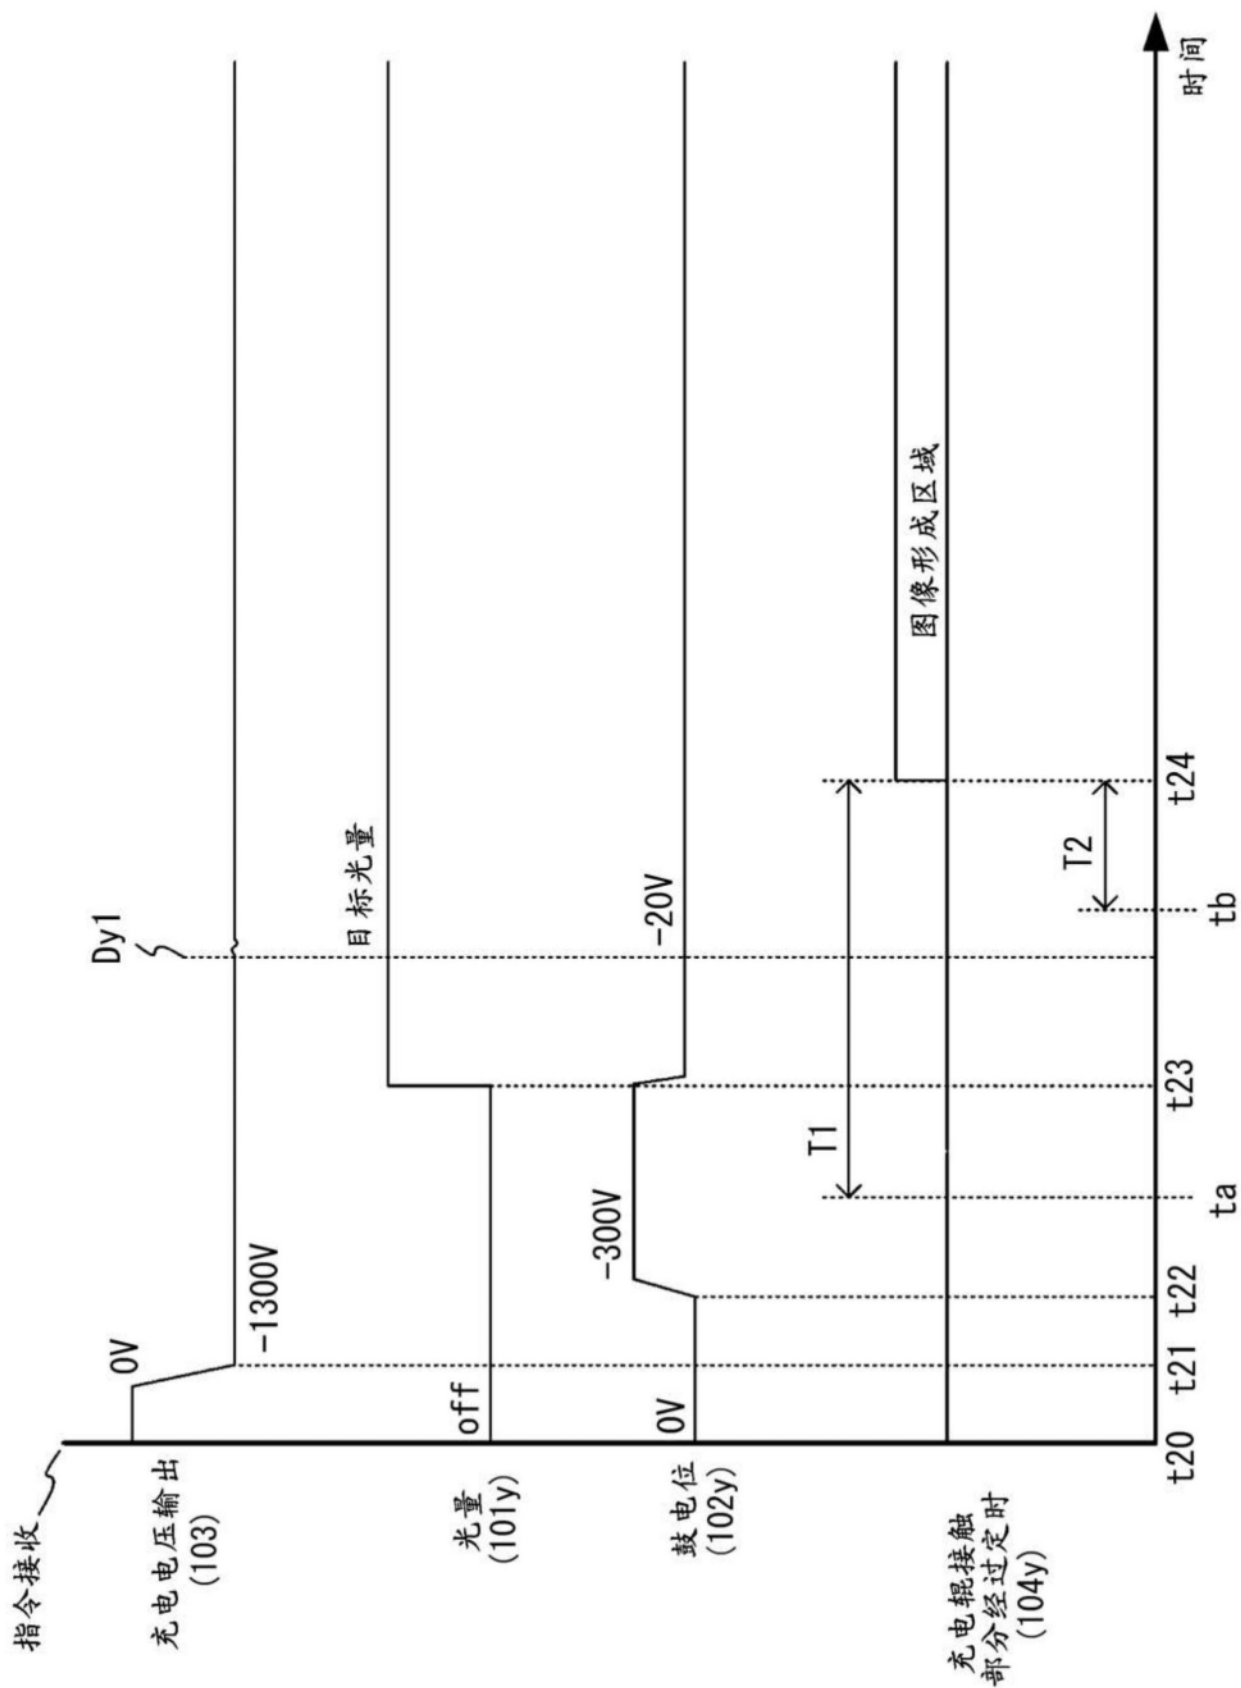 指令接收
充电电压输出
(103)
0V
-1300V
Dy1
光量
(101y)
off
目标光量
鼓电位
(102y)
0V
-300V
-20V
充电辊接触
部分经过定时
(104y)
T1
图像形成区域
T2
t20
t21
t22
ta
t23
tb
t24
时间